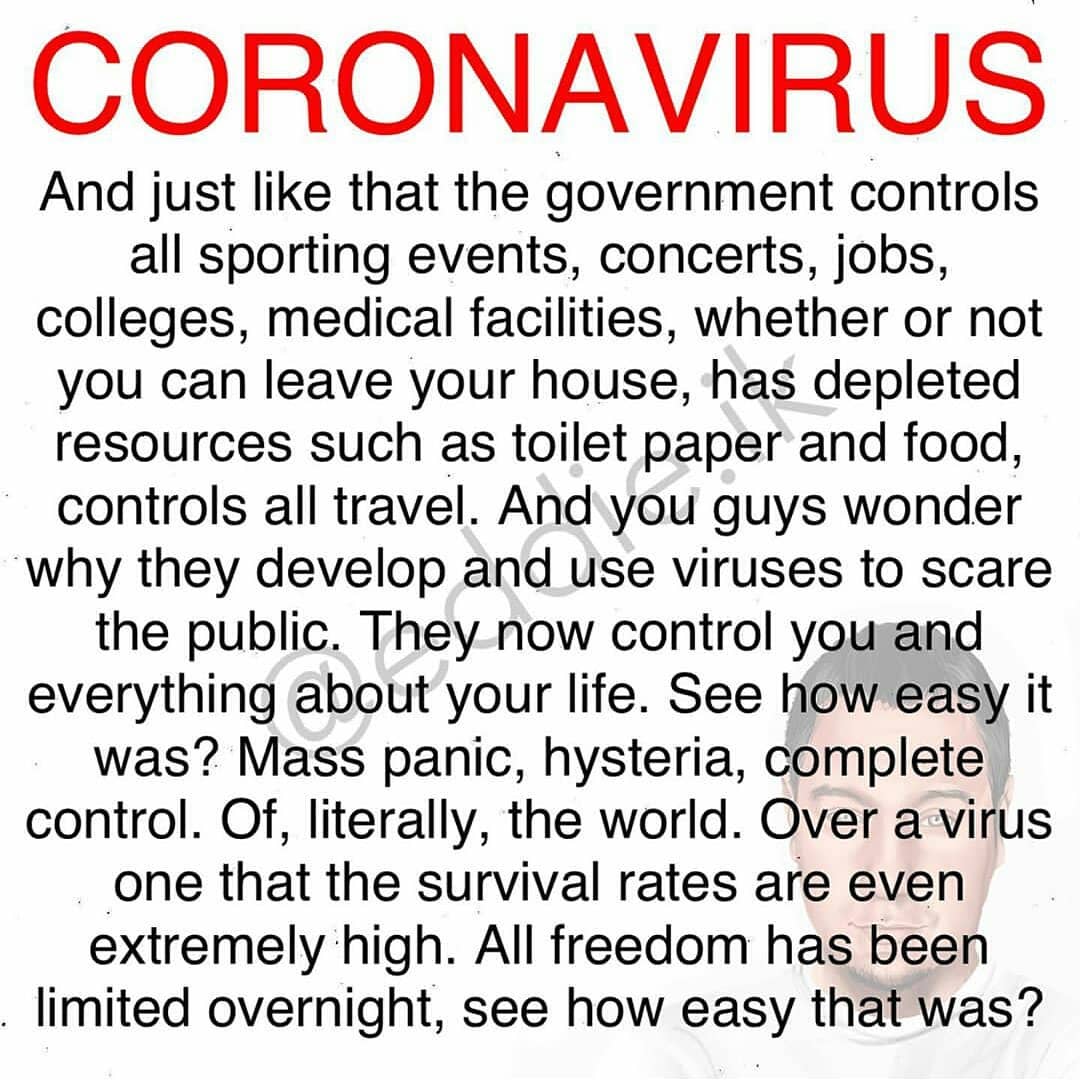 CORONAVIRUS
And just like that the government controls
all sporting events, concerts, jobs,
colleges, medical facilities, whether or not
you can leave your house, has depleted
resources such as toilet paper and food,
controls all travel. And you guys wonder
why they develop and use viruses to scare
the public. They now control you and
everything about your life. See how easy it
was? Mass panic, hysteria, complete
control. Of, literally, the world. Over a virus
one that the survival rates are even
extremely high. All freedom has been
limited overnight, see how easy that was?
@eddie.ik